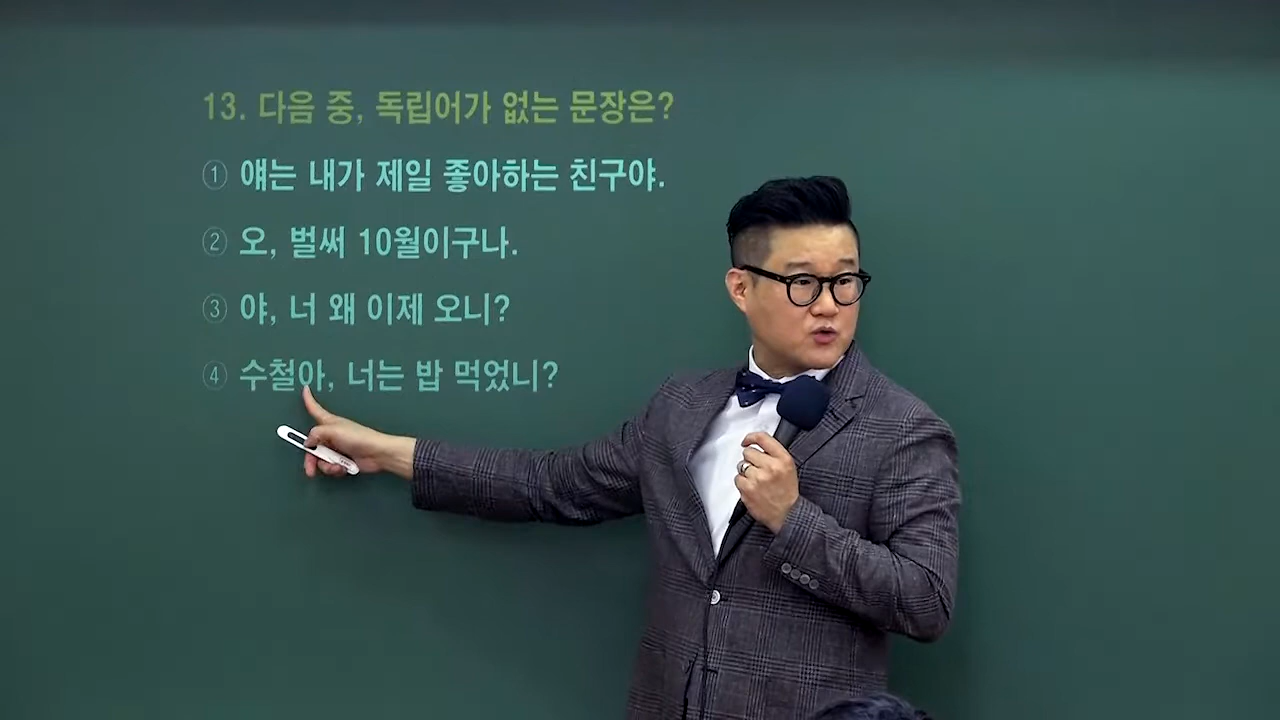 13. 다음 중, 독립어가 없는 문장은?
① 얘는 내가 제일 좋아하는 친구야.
② 오, 벌써 10월이구나.
③ 야, 너 왜 이제 오니?
④ 수철아, 너는 밥 먹었니?